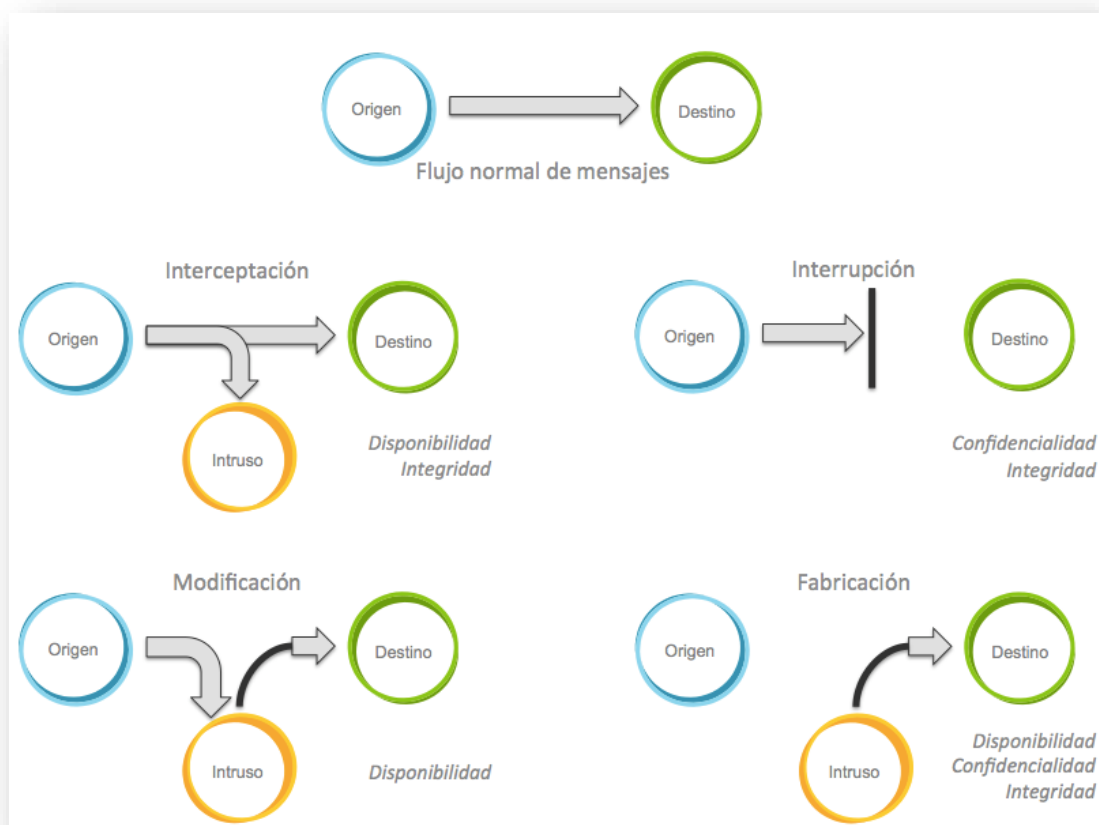 Origen
Destino
Flujo normal de mensajes
Interceptación
Origen
Destino
Intruso
Disponibilidad
Integridad
Interrupción
Origen
Destino
Confidencialidad
Integridad
Modificación
Origen
Destino
Intruso
Disponibilidad
Fabricación
Origen
Destino
Intruso
Disponibilidad
Confidencialidad
Integridad